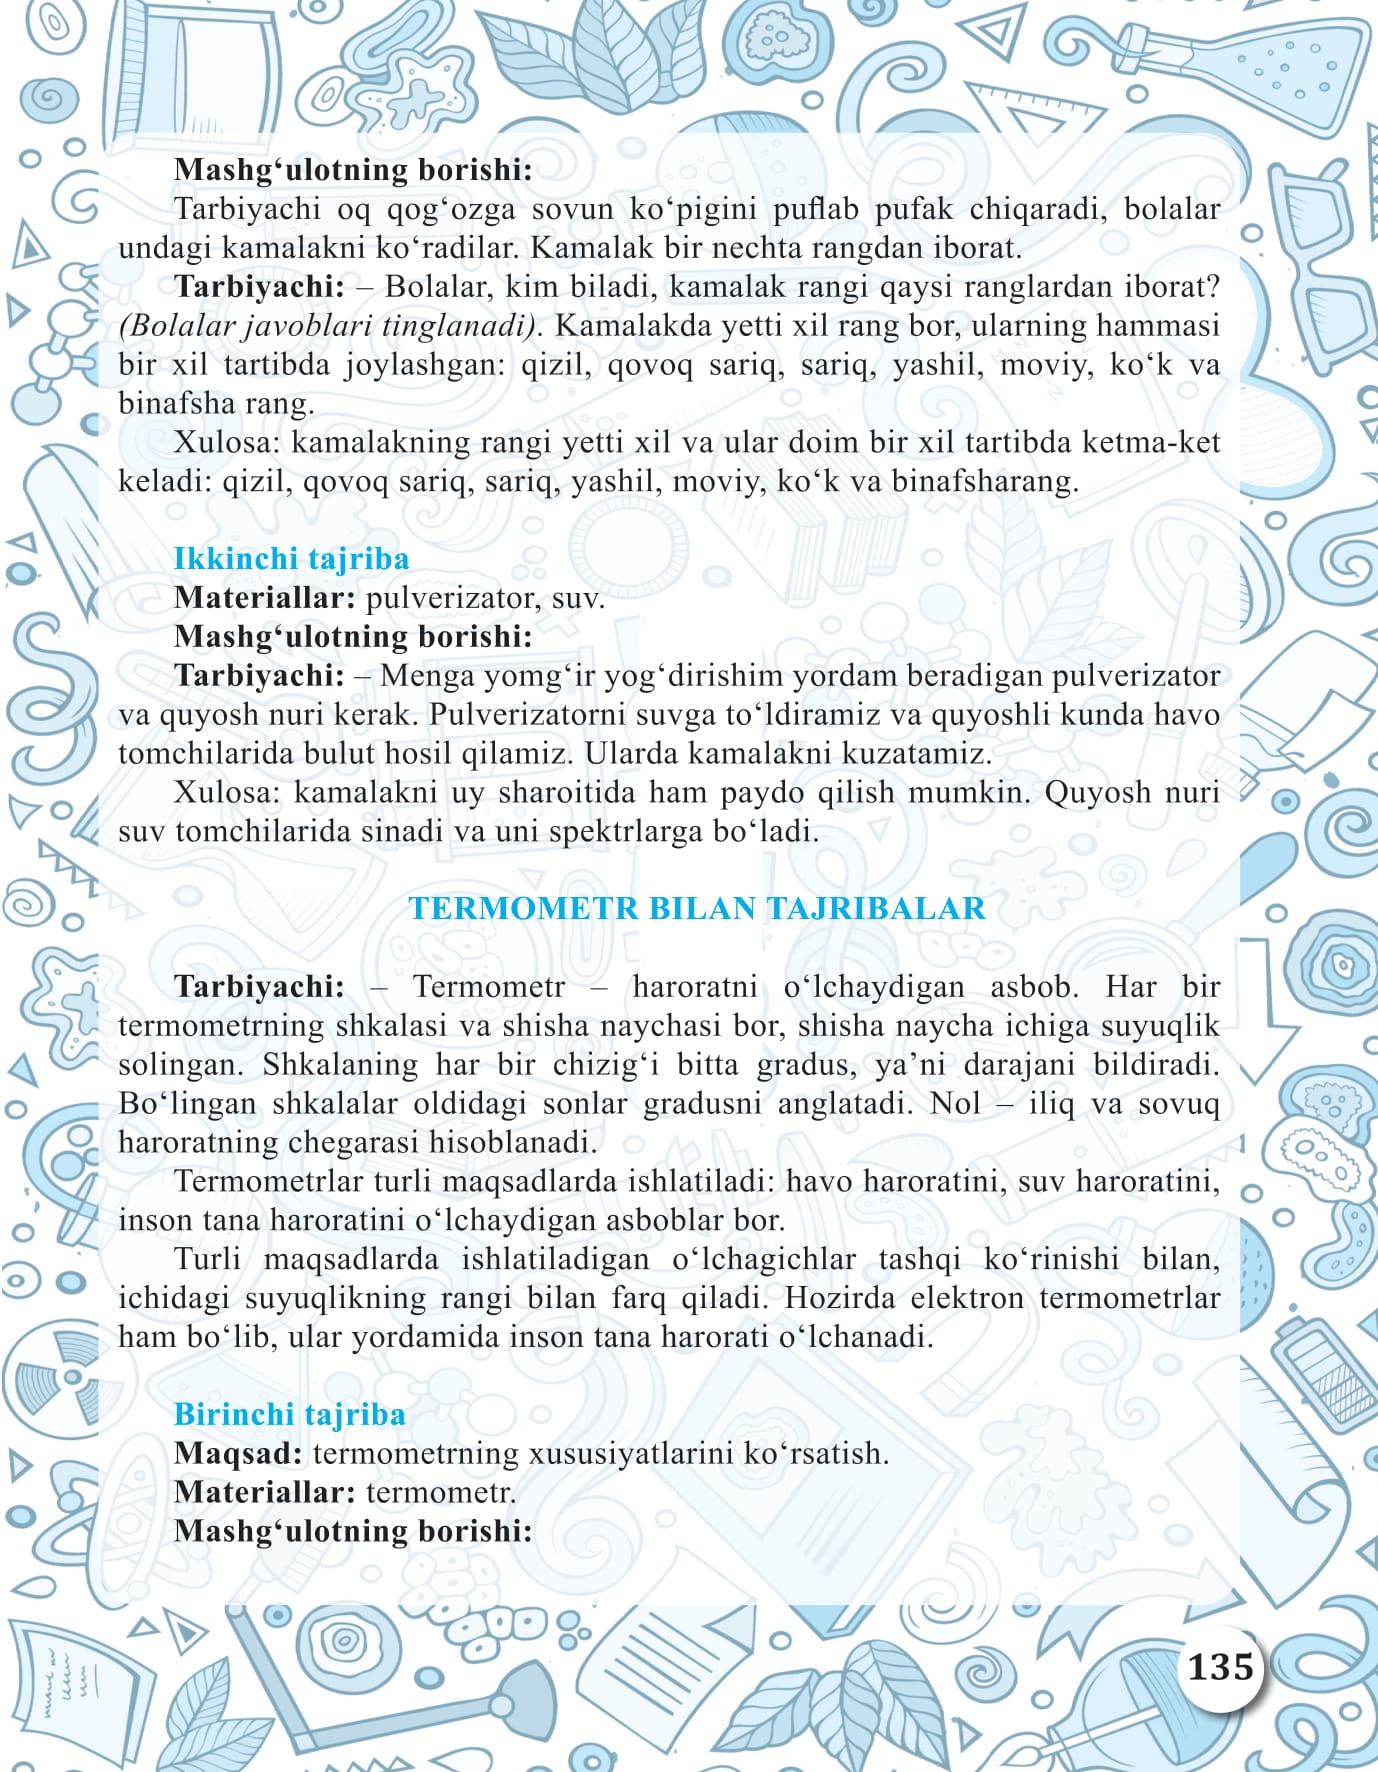 Mashg‘ulotning borishi:
Tarbiyachi oq qog‘ozga sovun ko‘pigini puflab pufak chiqaradi, bolalar
undagi kamalakni ko‘radilar. Kamalak bir nechta rangdan iborat.
Tarbiyachi: – Bolalar, kim biladi, kamalak rangi qaysi ranglardan iborat?
(Bolalar javoblari tinglanadi). Kamalakda yetti xil rang bor, ularning hammasi
bir xil tartibda joylashgan: qizil, qovoq sariq, sariq, yashil, moviy, ko‘k va
binafsha rang.
Xulosa: kamalakning rangi yetti xil va ular doim bir xil tartibda ketma-ket
keladi: qizil, qovoq sariq, sariq, yashil, moviy, ko‘k va binafsharang.
Ikkinchi tajriba
Materiallar: pulverizator, suv.
Mashg‘ulotning borishi:
Tarbiyachi: – Menga yomg‘ir yog‘dirishim yordam beradigan pulverizator
va quyosh nuri kerak. Pulverizatorni suvga to‘ldiramiz va quyoshli kunda havo
tomchilarida bulut hosil qilamiz. Ularda kamalakni kuzatamiz.
Xulosa: kamalakni uy sharoitida ham paydo qilish mumkin. Quyosh nuri
suv tomchilarida sinadi va uni spektrlarga bo‘ladi.
TERMOMETR BILAN TAJRIBALAR
Tarbiyachi: – Termometr – haroratni o‘lchaydigan asbob. Har bir
termometrning shkalasi va shisha naychasi bor, shisha naycha ichiga suyuqlik
solingan. Shkalaning har bir chizig‘i bitta gradus, ya’ni darajani bildiradi.
Bo‘lingan shkalalar oldidagi sonlar gradusni anglatadi. Nol – iliq va sovuq
haroratning chegarasi hisoblanadi.
Termometrlar turli maqsadlarda ishlatiladi: havo haroratini, suv haroratini,
inson tana haroratini o‘lchaydigan asboblar bor.
Turli maqsadlarda ishlatiladigan o‘lchagichlar tashqi ko‘rinishi bilan,
ichidagi suyuqlikning rangi bilan farq qiladi. Hozirda elektron termometrlar
ham bo‘lib, ular yordamida inson tana harorati o‘lchanadi.
Birinchi tajriba
Maqsad: termometrning xususiyatlarini ko‘rsatish.
Materiallar: termometr.
Mashg‘ulotning borishi:
135